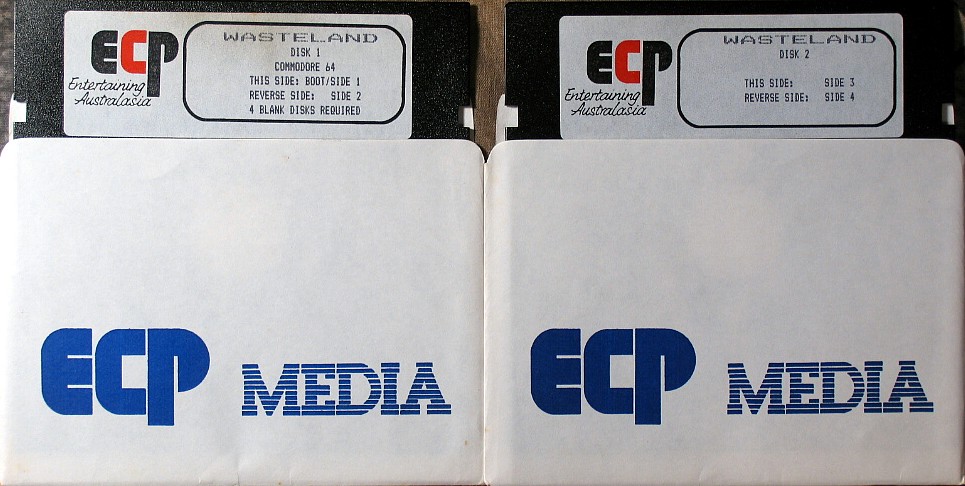 ECP
Entertaining
Australasia
WASTELAND
DISK 1
COMMODORE 64
THIS SIDE: BOOT/SIDE 1
REVERSE SIDE: SIDE 2
4 BLANK DISKS REQUIRED
ECP
Entertaining
Australasia
WASTELAND
DISK 2
THIS SIDE: SIDE 3
REVERSE SIDE: SIDE 4
ECP MEDIA
ECP MEDIA